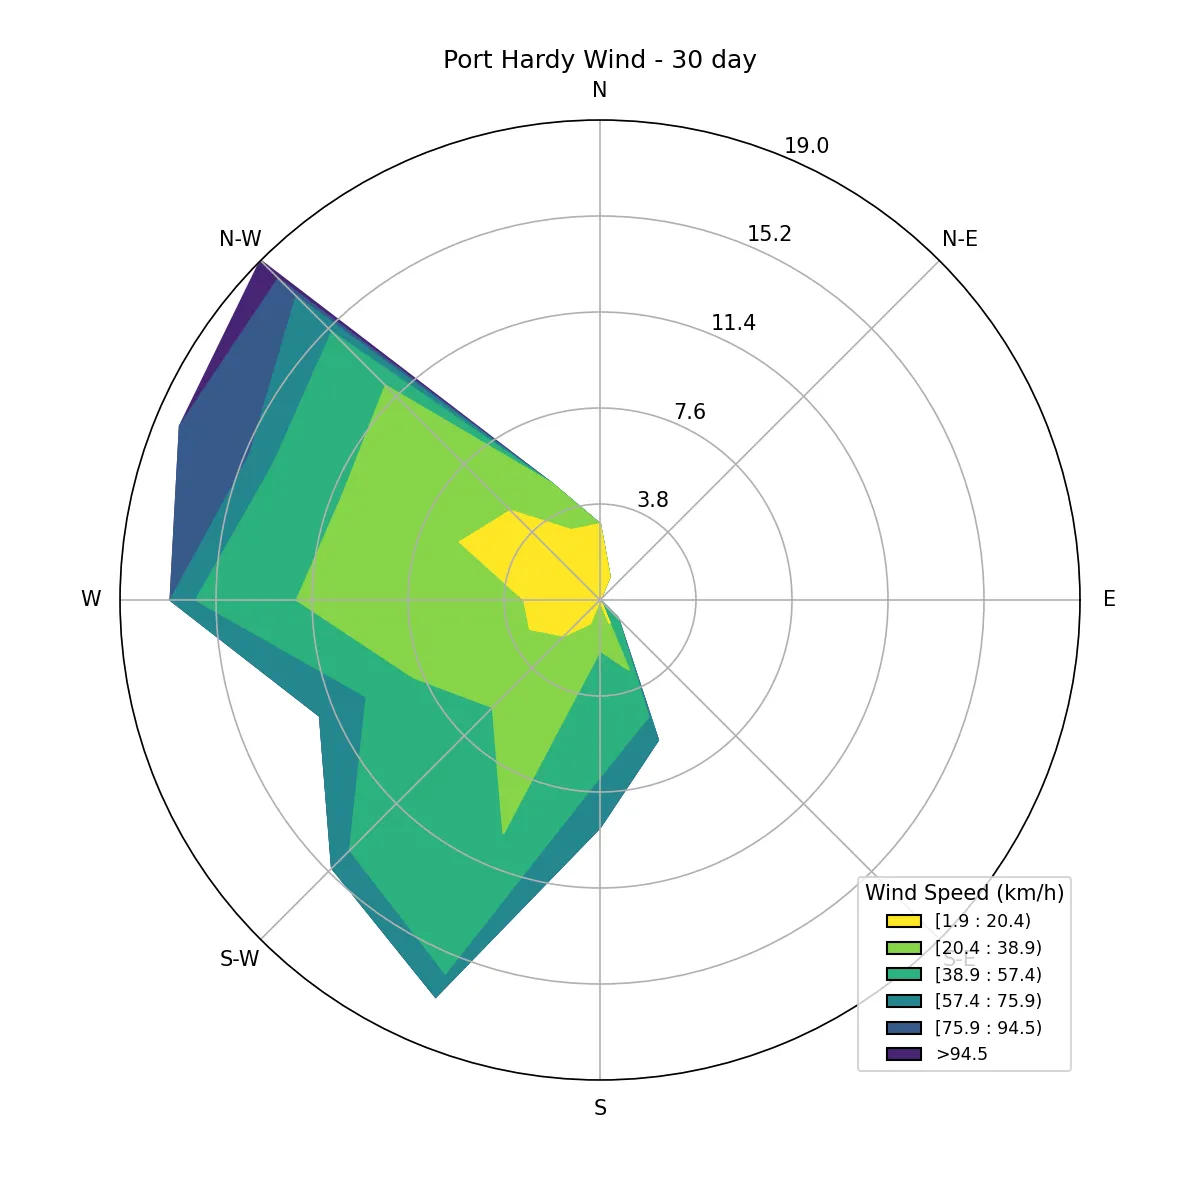 Port Hardy Wind - 30 day
N
19.0
15.2
N-W
N-E
11.4
7.6
3.8
W
E
Wind Speed (km/h)
[1.9 : 20.4)
[20.4 : 38.9)
S-W
S-E
[38.9 : 57.4)
[57.4 : 75.9)
[75.9 : 94.5)
>94.5
S